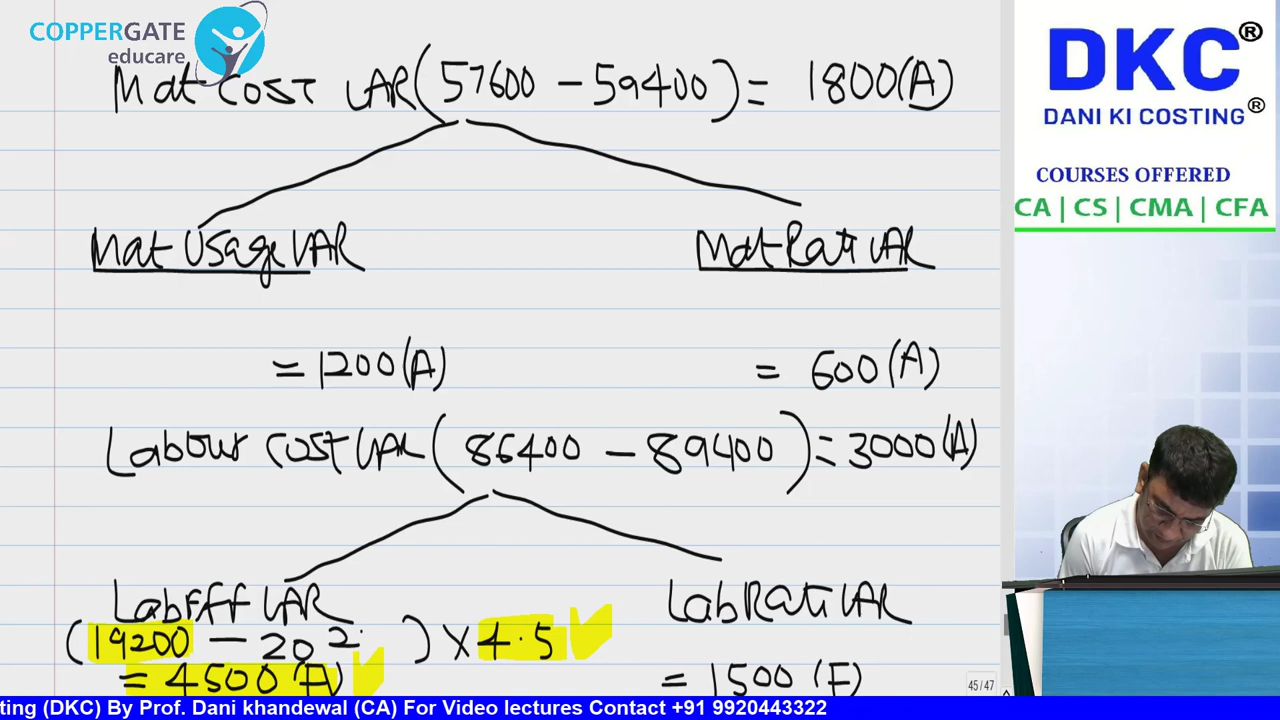 COPPERGATE
educare
Mat Cost VAR (57600 - 59400) = 1800(A)
Mat Usage VAR
Mat Rate VAR
= 1200 (A)
= 600 (A)
Labour Cost VAR (86400 - 89400) = 3000(A)
Lab Eff VAR
(19200 - 202 ) X 4.5
= 4500 (A)
Lab Rate VAR
= 1500 (F)
45/47
DKC®
DANI KI COSTING®
COURSES OFFERED
CA | CS | CMA | CFA
ting (DKC) By Prof. Dani khandewal (CA) For Video lectures Contact +91 9920443322